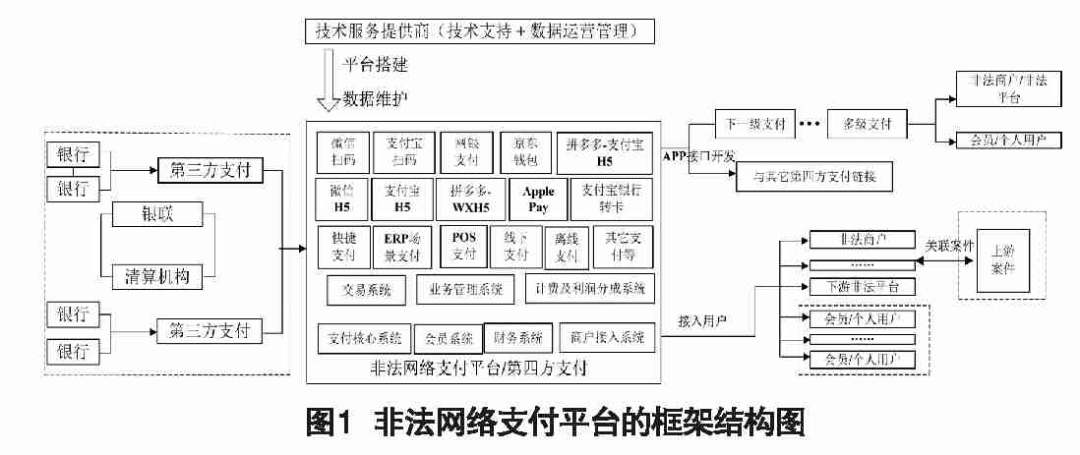 技术服务提供商（技术支持+数据运营管理）
平台搭建
数据维护
银行
银行
第三方支付
银联
清算机构
银行
银行
第三方支付
微信
扫码
支付宝
扫码
网银
支付
京东
钱包
拼多多-支付宝
H5
微信
H5
支付宝
H5
拼多多-
WXH5
Apple
Pay
支付宝银行
转卡
快捷
支付
ERP场
景支付
POS
支付
线下
支付
离线
支付
其它支
付等
交易系统
业务管理系统
计费及利润分成系统
支付核心系统
会员系统
财务系统
商户接入系统
非法网络支付平台/第四方支付
APP接口开发
下一级支付
•••
多级支付
非法商户/非法
平台
会员/个人用户
与其它第四方支付链接
接入用户
非法商户
……
下游非法平台
会员/个人用户
……
会员/个人用户
关联案件
上游
案件
图1 非法网络支付平台的框架结构图